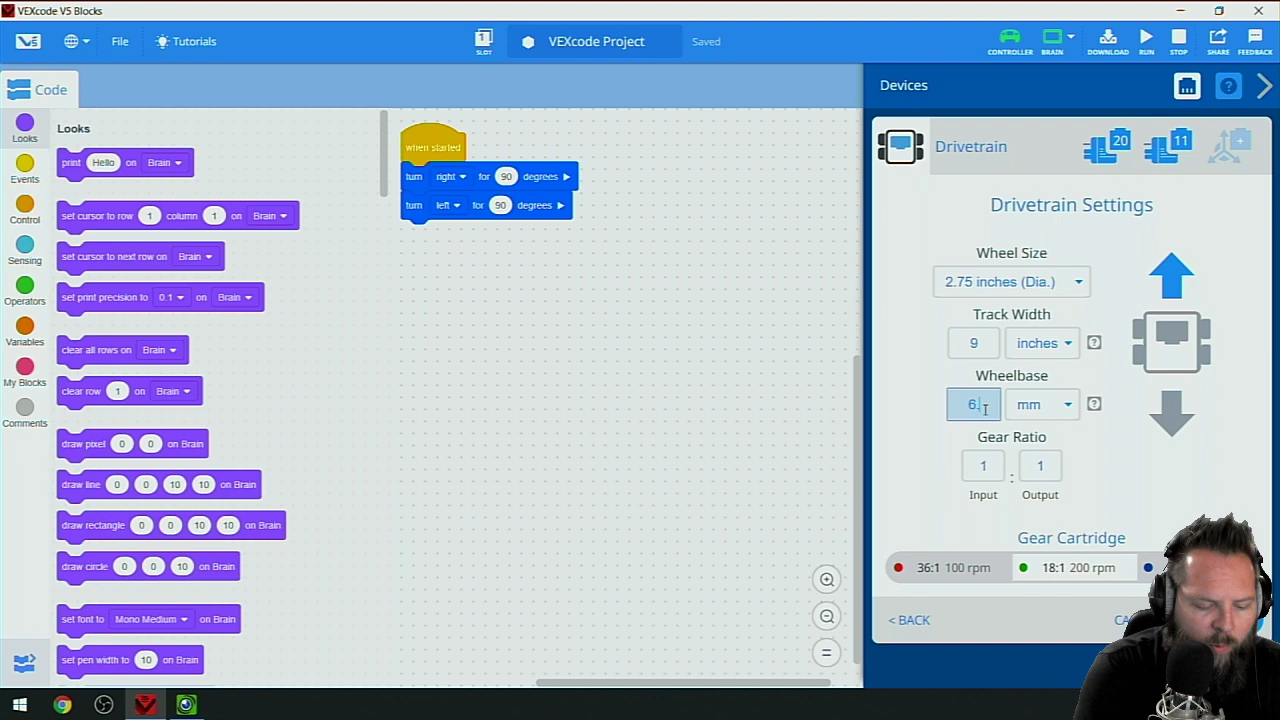 VEXcode V5 Blocks
V5 File Tutorials
1
SLOT
VEXcode Project Saved
CONTROLLER BRAIN DOWNLOAD RUN STOP SHARE FEEDBACK
Code
Looks
Events
Control
Sensing
Operators
Variables
My Blocks
Comments
Looks
print Hello on Brain
set cursor to row 1 column 1 on Brain
set cursor to next row on Brain
set print precision to 0.1 on Brain
clear all rows on Brain
clear row 1 on Brain
draw pixel 0 0 on Brain
draw line 0 0 10 10 on Brain
draw rectangle 0 0 10 10 on Brain
draw circle 0 0 10 on Brain
set font to Mono Medium on Brain
set pen width to 10 on Brain
when started
turn right for 90 degrees
turn left for 90 degrees
Devices
?
Drivetrain 20 11 +
Drivetrain Settings
Wheel Size
2.75 inches (Dia.)
Track Width
9 inches ?
Wheelbase
6. mm ?
Gear Ratio
1 : 1
Input Output
Gear Cartridge
36:1 100 rpm 18:1 200 rpm
< BACK